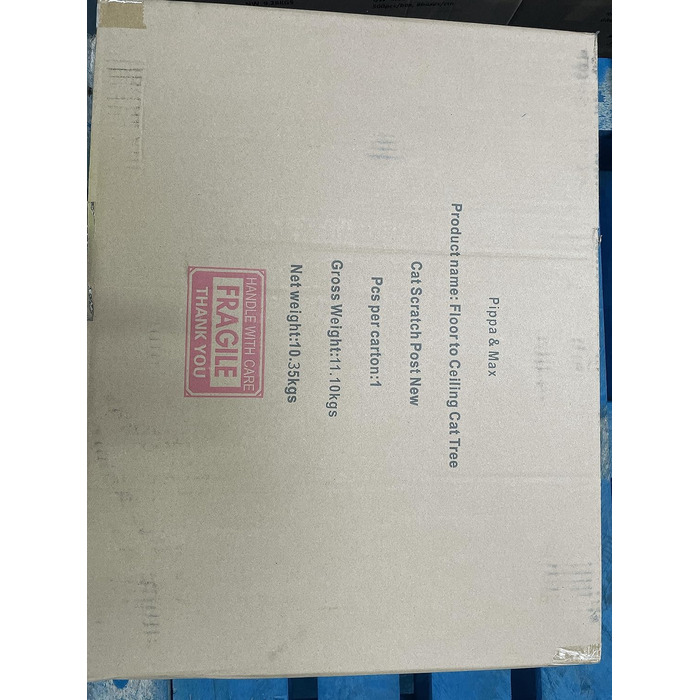 Pippa & Max
Product name: Floor to Ceiling Cat Tree
Cat Scratch Post New
Pcs per carton:1
Gross Weight:11.10kgs
Net weight:10.35kgs
HANDLE WITH CARE
FRAGILE
THANK YOU